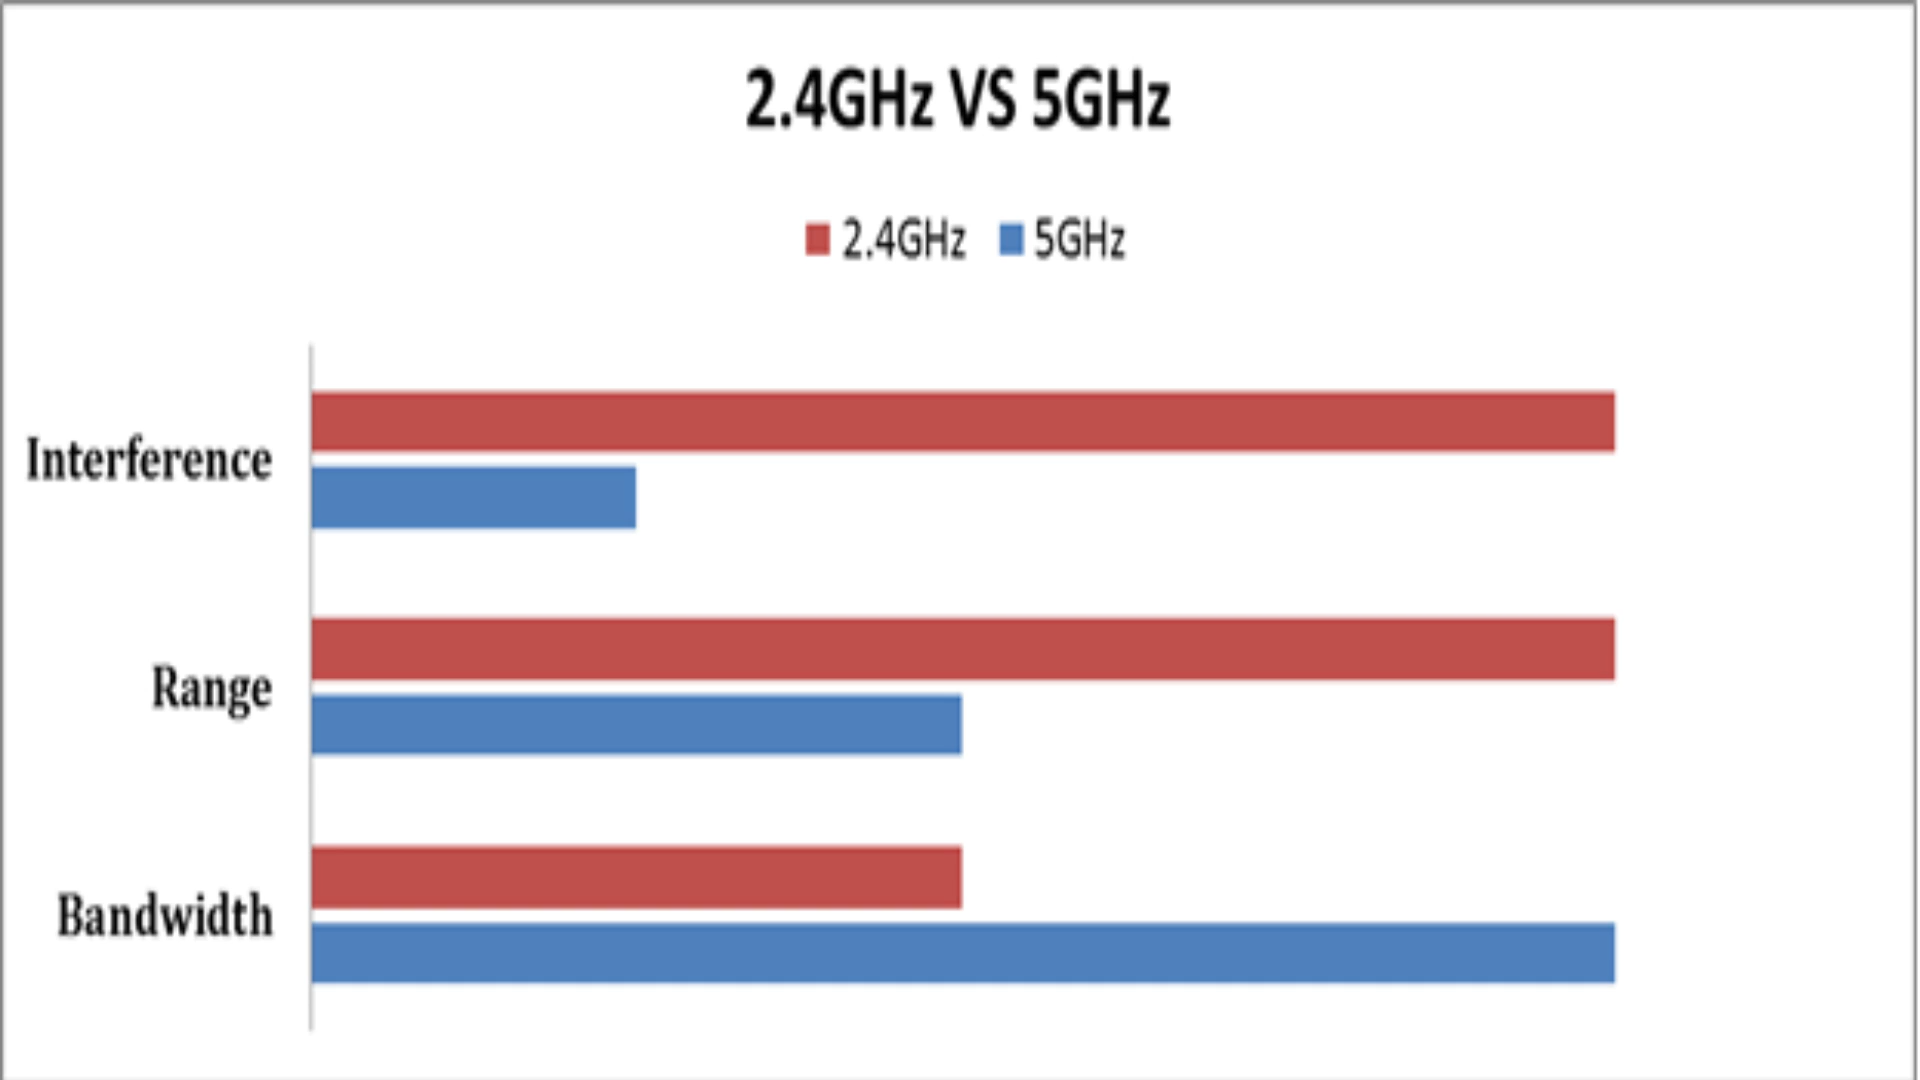 2.4GHz VS 5GHz
2.4GHz 5GHz
Interference
Range
Bandwidth